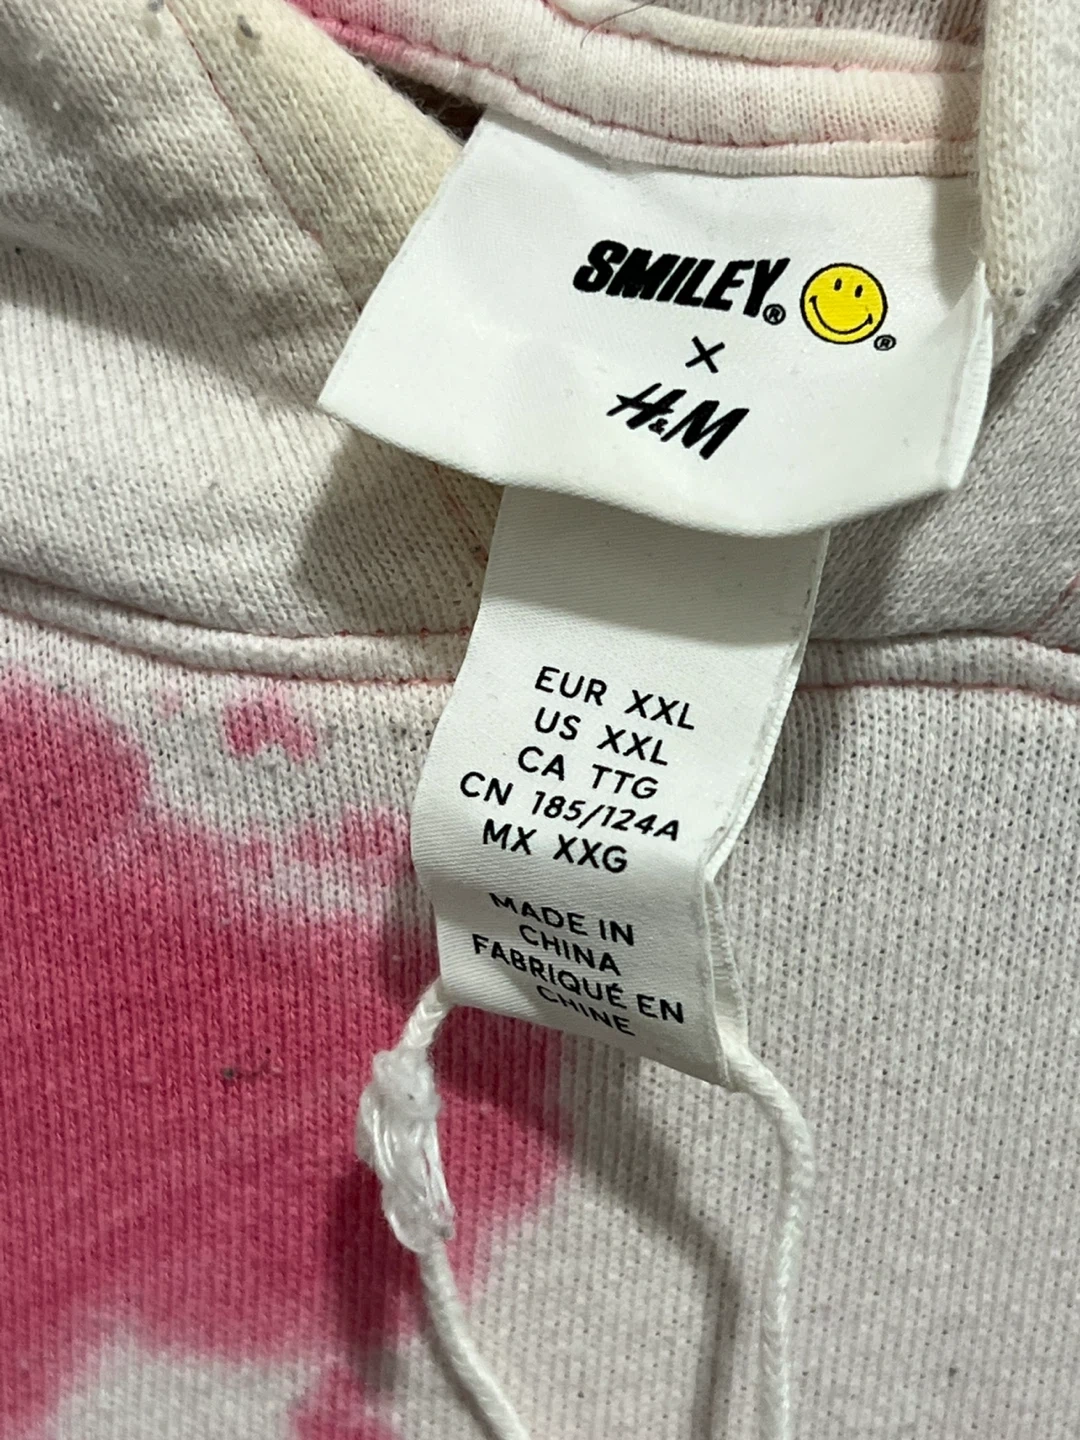 SMILEY®
®
×
H&M
EUR XXL
US XXL
CA TTG
CN 185/124A
MX XXG
MADE IN
CHINA
FABRIQUÉ EN
CHINE